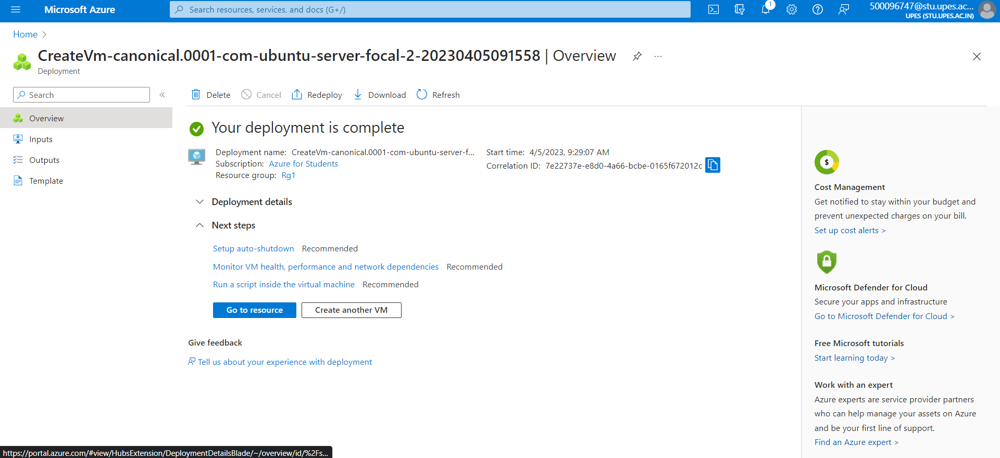 Microsoft Azure
Search resources, services, and docs (G+/)
1
500096747@stu.upes.ac...
UPES (STU.UPES.AC.IN)
Home
CreateVm-canonical.0001-com-ubuntu-server-focal-2-20230405091558 | Overview
Deployment
Search
Overview
Inputs
Outputs
Template
Delete
Cancel
Redeploy
Download
Refresh
Your deployment is complete
Deployment name: CreateVm-canonical.0001-com-ubuntu-server-f...
Subscription: Azure for Students
Resource group: Rg1
Start time: 4/5/2023, 9:29:07 AM
Correlation ID: 7e22737e-e8d0-4a66-bcbe-0165f672012c
Deployment details
Next steps
Setup auto-shutdown Recommended
Monitor VM health, performance and network dependencies Recommended
Run a script inside the virtual machine Recommended
Go to resource
Create another VM
Give feedback
Tell us about your experience with deployment
$
Cost Management
Get notified to stay within your budget and
prevent unexpected charges on your bill.
Set up cost alerts >
Microsoft Defender for Cloud
Secure your apps and infrastructure
Go to Microsoft Defender for Cloud >
Free Microsoft tutorials
Start learning today >
Work with an expert
Azure experts are service provider partners
who can help manage your assets on Azure
and be your first line of support.
Find an Azure expert >
https://portal.azure.com/#view/HubsExtension/DeploymentDetailsBlade/~/overview/id/%2Fs...